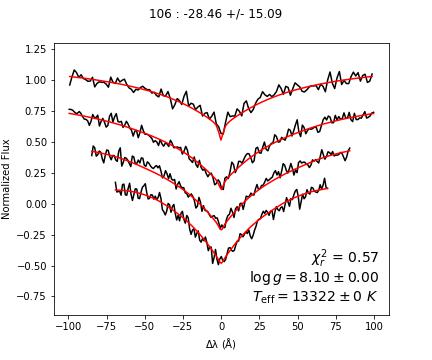 106 : -28.46 +/- 15.09
1.25
1.00
0.75
0.50
0.25
0.00
−0.25
−0.50
−0.75
Normalized Flux
χ²ᵣ = 0.57
log g = 8.10 ± 0.00
T_eff = 13322 ± 0 K
−100 −75 −50 −25 0 25 50 75 100
Δλ (Å)